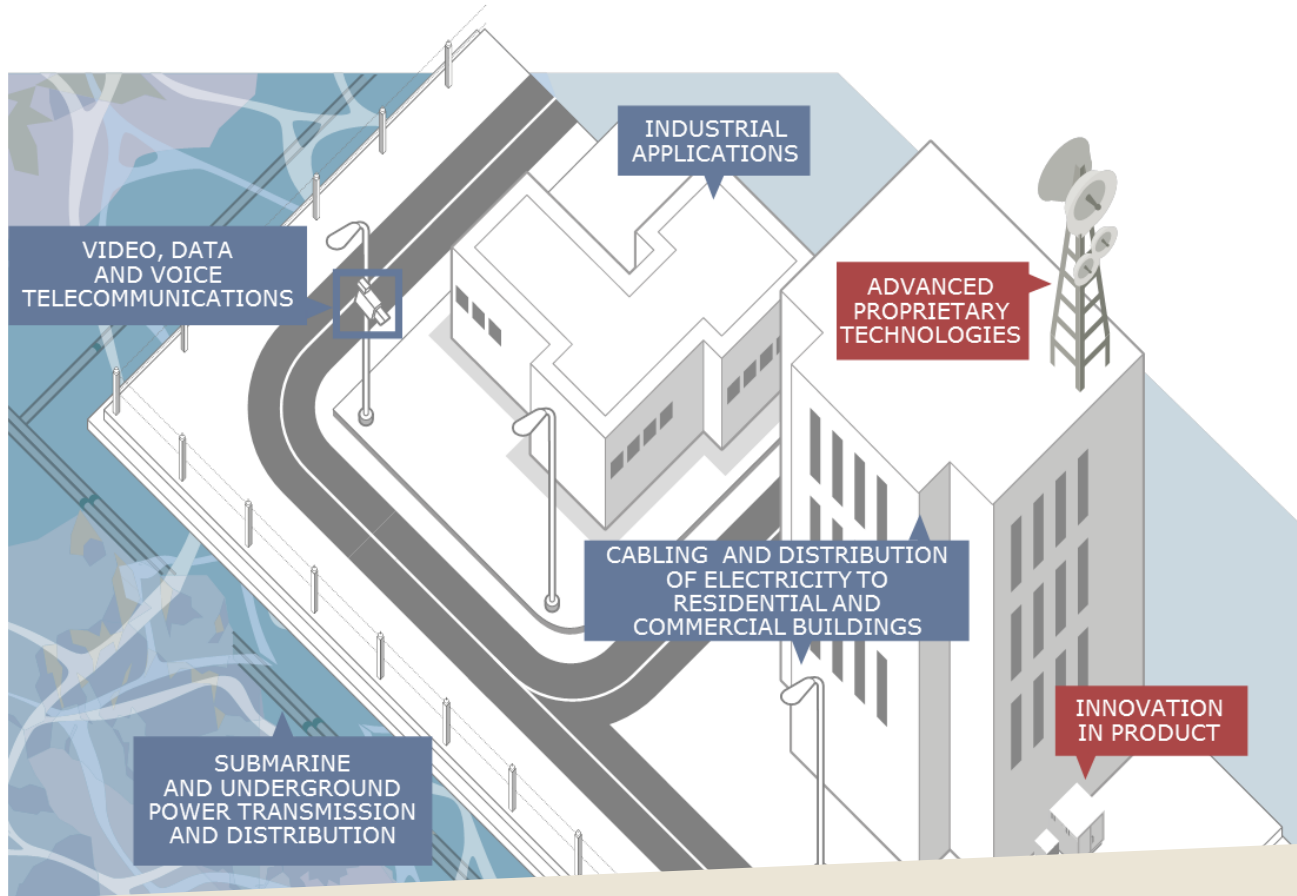 INDUSTRIAL
APPLICATIONS
VIDEO, DATA
AND VOICE
TELECOMMUNICATIONS
ADVANCED
PROPRIETARY
TECHNOLOGIES
CABLING AND DISTRIBUTION
OF ELECTRICITY TO
RESIDENTIAL AND
COMMERCIAL BUILDINGS
INNOVATION
IN PRODUCT
SUBMARINE
AND UNDERGROUND
POWER TRANSMISSION
AND DISTRIBUTION